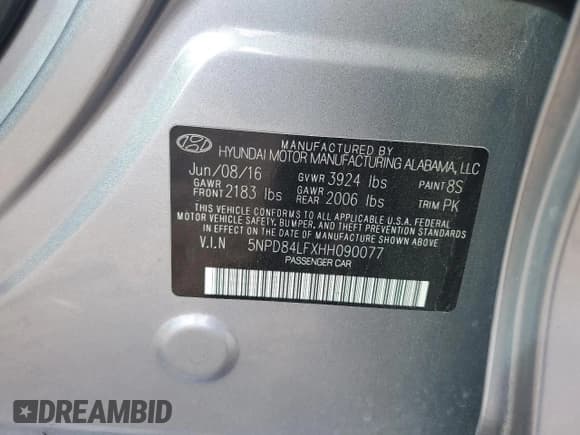 MANUFACTURED BY
HYUNDAI MOTOR MANUFACTURING ALABAMA, LLC
Jun/08/16 GVWR 3924 lbs PAINT 8S
GAWR FRONT 2183 lbs GAWR REAR 2006 lbs TRIM PK
THIS VEHICLE CONFORMS TO ALL APPLICABLE U.S.A. FEDERAL
MOTOR VEHICLE SAFETY, BUMPER, AND THEFT PREVENTION STANDARDS
IN EFFECT ON THE DATE OF MANUFACTURE SHOWN ABOVE.
V.I.N 5NPD84LFXHH090077
PASSENGER CAR
DREAMBID